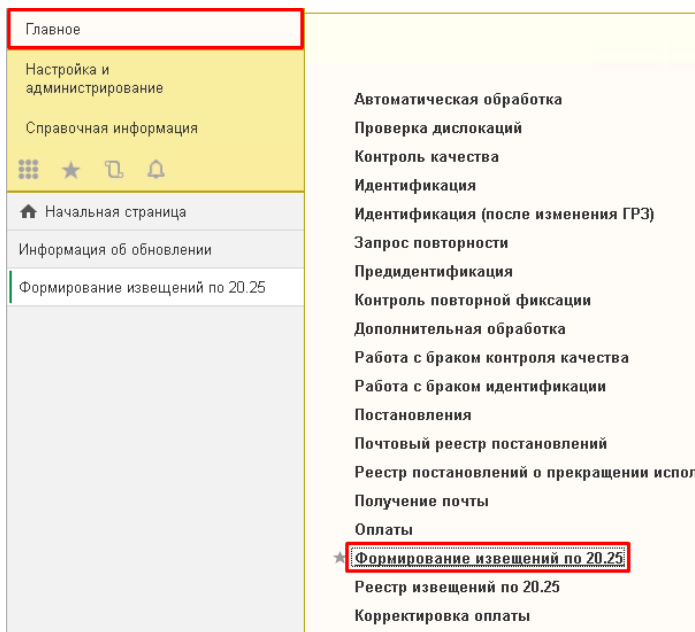 Главное
Настройка и
администрирование
Справочная информация
Начальная страница
Информация об обновлении
Формирование извещений по 20.25
Автоматическая обработка
Проверка дислокаций
Контроль качества
Идентификация
Идентификация (после изменения ГРЗ)
Запрос повторности
Предидентификация
Контроль повторной фиксации
Дополнительная обработка
Работа с браком контроля качества
Работа с браком идентификации
Постановления
Почтовый реестр постановлений
Реестр постановлений о прекращении испол
Получение почты
Оплаты
Формирование извещений по 20.25
Реестр извещений по 20.25
Корректировка оплаты